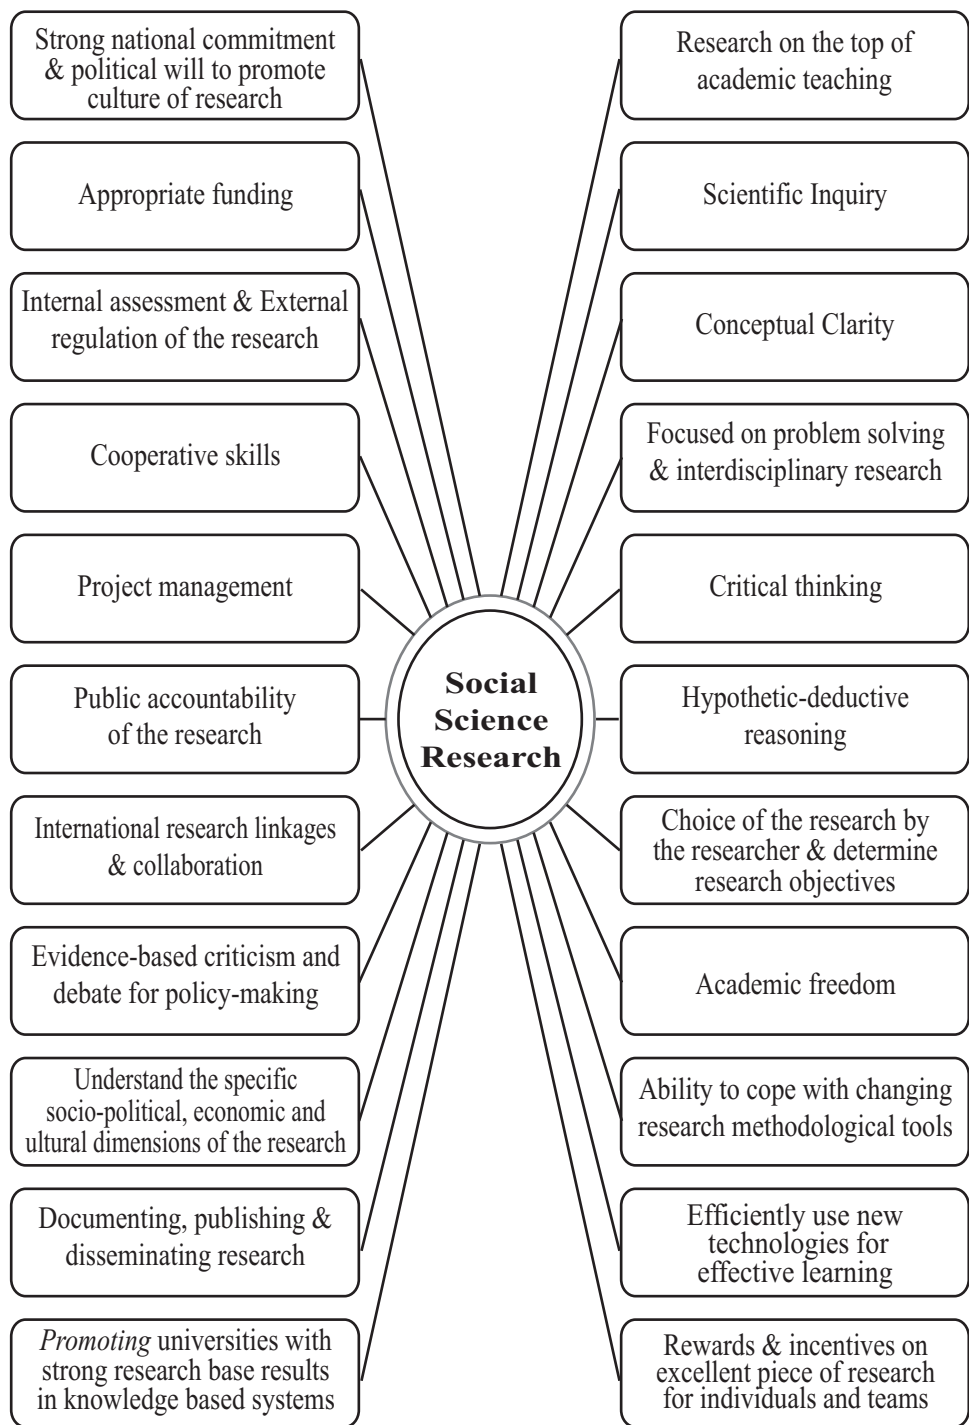 Strong national commitment
& political will to promote
culture of research
Appropriate funding
Internal assessment & External
regulation of the research
Cooperative skills
Project management
Public accountability
of the research
International research linkages
& collaboration
Evidence-based criticism and
debate for policy-making
Understand the specific
socio-political, economic and
ultural dimensions of the research
Documenting, publishing &
disseminating research
Promoting universities with
strong research base results
in knowledge based systems
Social
Science
Research
Research on the top of
academic teaching
Scientific Inquiry
Conceptual Clarity
Focused on problem solving
& interdisciplinary research
Critical thinking
Hypothetic-deductive
reasoning
Choice of the research by
the researcher & determine
research objectives
Academic freedom
Ability to cope with changing
research methodological tools
Efficiently use new
technologies for
effective learning
Rewards & incentives on
excellent piece of research
for individuals and teams